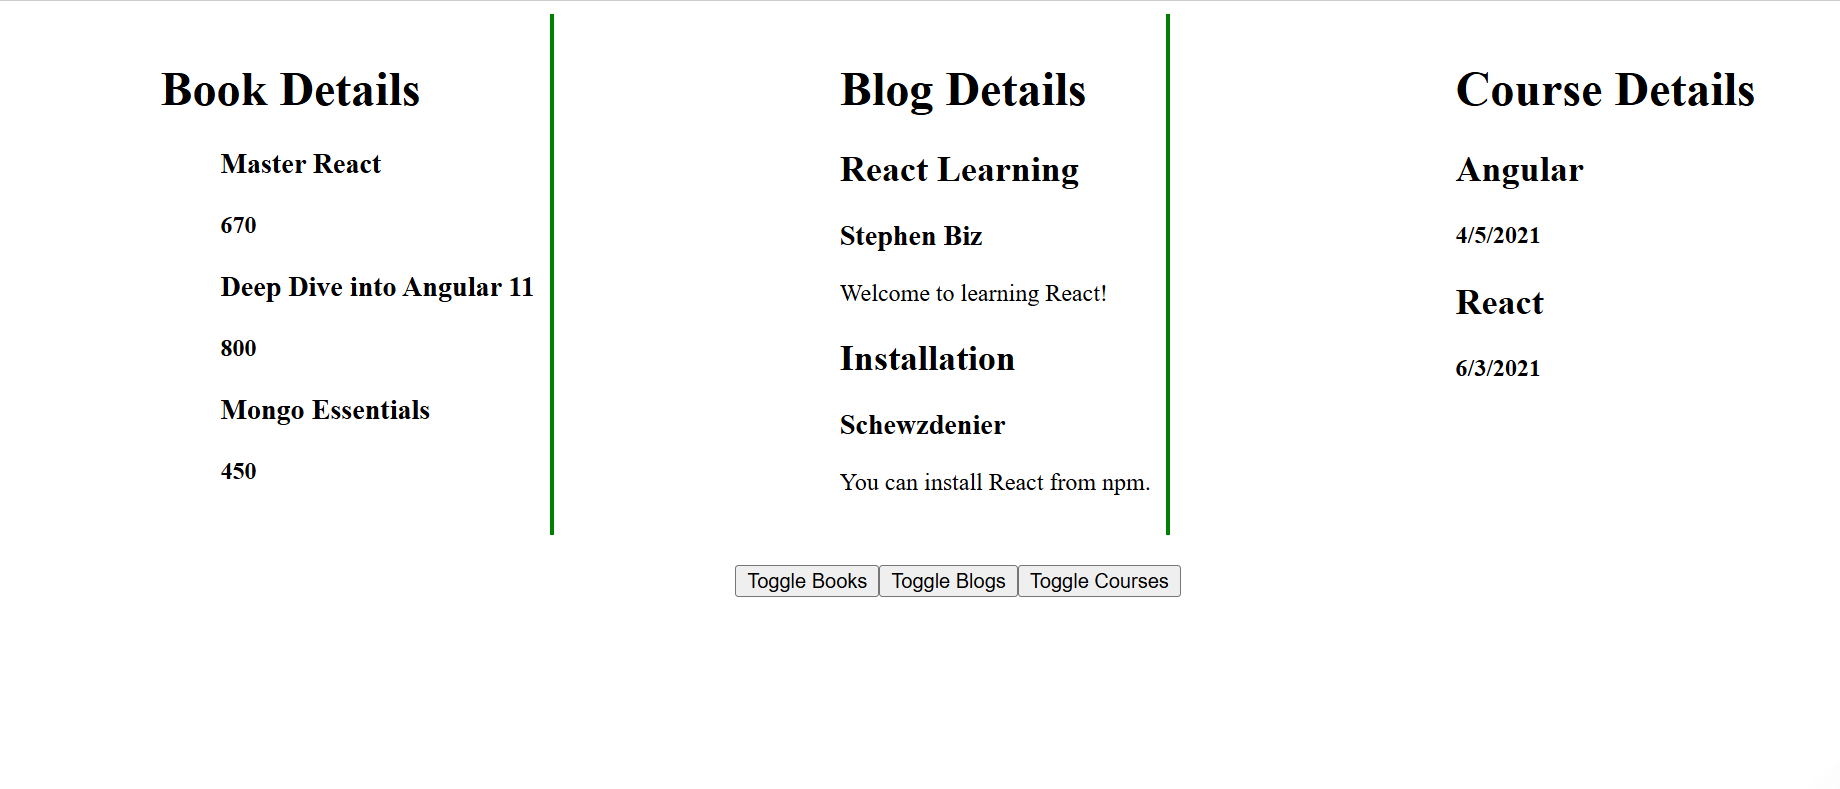 Book Details
Master React
670
Deep Dive into Angular 11
800
Mongo Essentials
450
Blog Details
React Learning
Stephen Biz
Welcome to learning React!
Installation
Schewzdenier
You can install React from npm.
Course Details
Angular
4/5/2021
React
6/3/2021
Toggle Books Toggle Blogs Toggle Courses